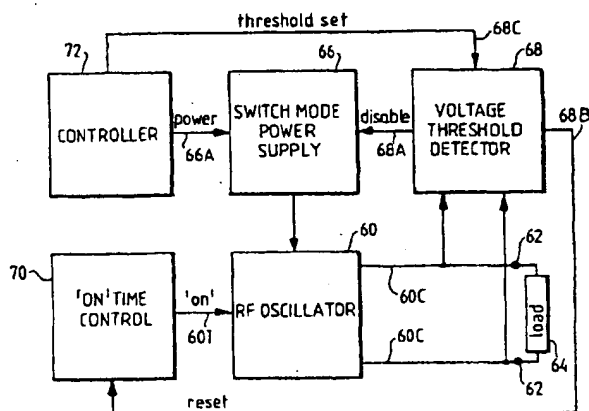 threshold set
72
66
68C
68
CONTROLLER
power
66A
SWITCH MODE
POWER
SUPPLY
disable
68A
VOLTAGE
THRESHOLD
DETECTOR
68B
70
'ON' TIME
CONTROL
'on'
60I
60
RF OSCILLATOR
60C
60C
62
62
load
64
reset